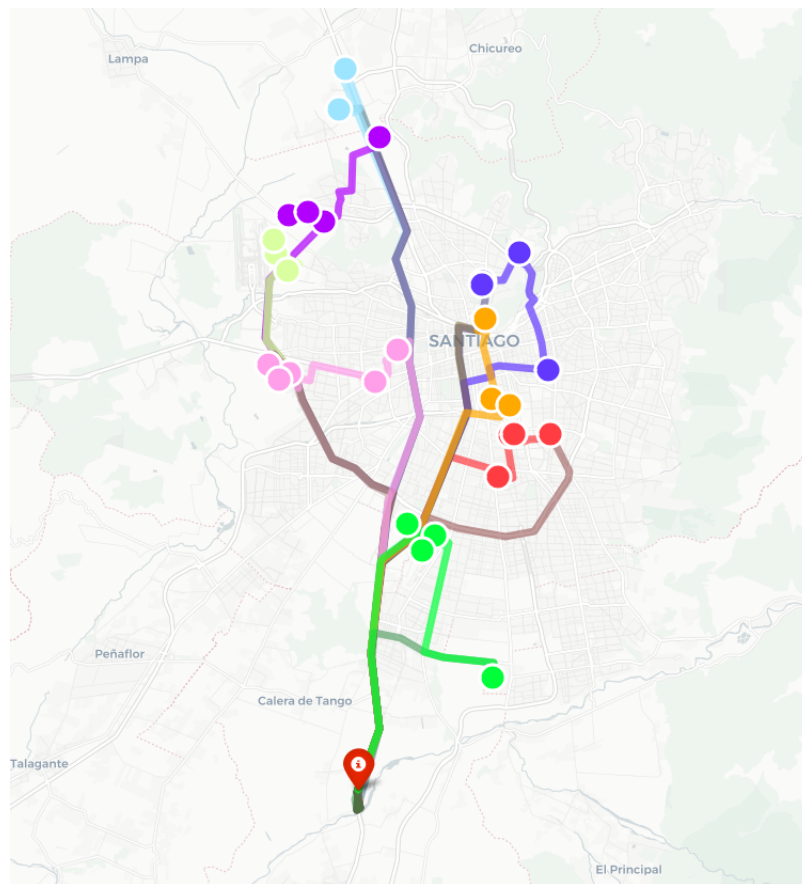 Chicureo
Lampa
SANTIAGO
Peñaflor
Calera de Tango
Talagante
i
El Principal